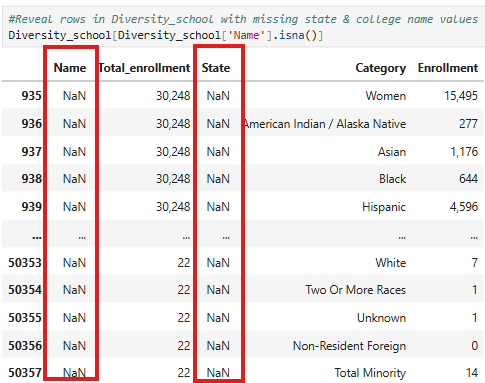 #Reveal rows in Diversity_school with missing state & college name values
Diversity_school[Diversity_school['Name'].isna()]
Name Total_enrollment State Category Enrollment
935 NaN 30,248 NaN Women 15,495
936 NaN 30,248 NaN American Indian / Alaska Native 277
937 NaN 30,248 NaN Asian 1,176
938 NaN 30,248 NaN Black 644
939 NaN 30,248 NaN Hispanic 4,596
... ... ... ... ... ...
50353 NaN 22 NaN White 7
50354 NaN 22 NaN Two Or More Races 1
50355 NaN 22 NaN Unknown 1
50356 NaN 22 NaN Non-Resident Foreign 0
50357 NaN 22 NaN Total Minority 14